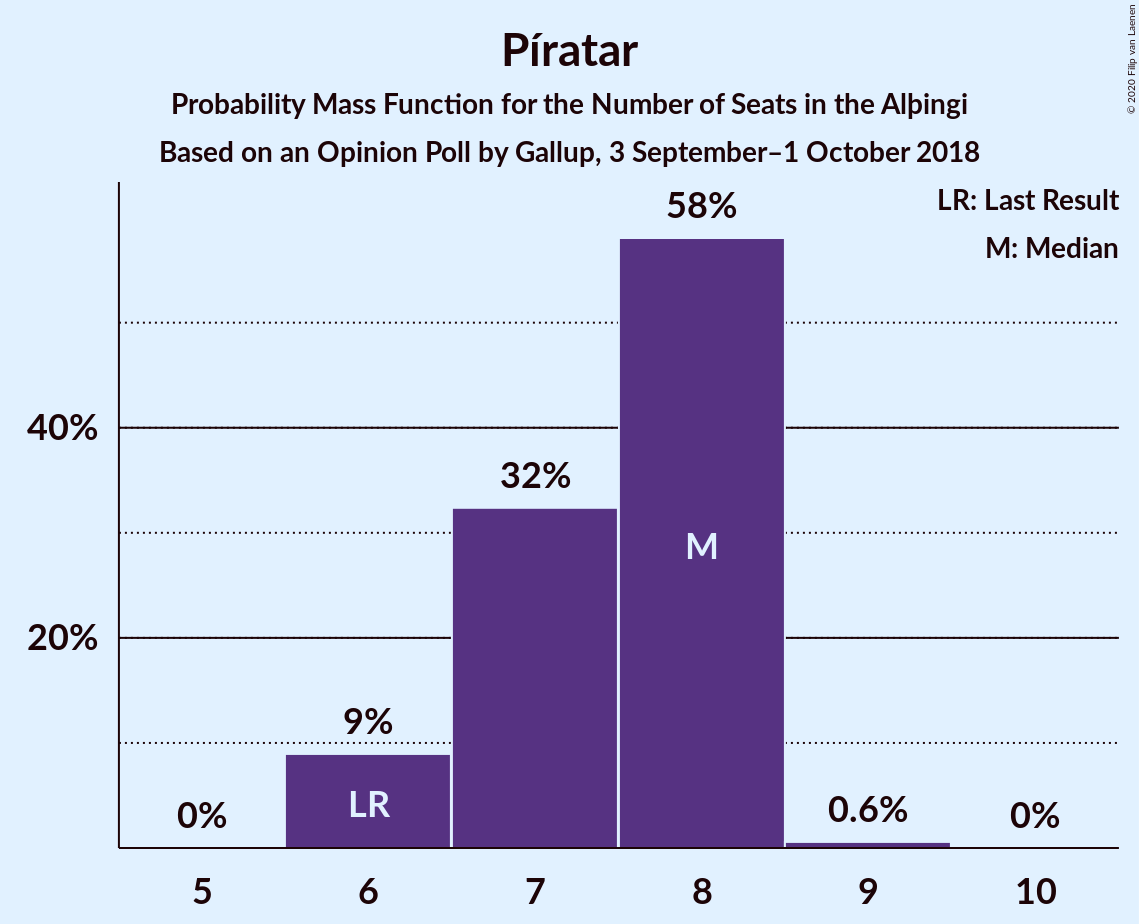 Píratar
Probability Mass Function for the Number of Seats in the Alþingi
Based on an Opinion Poll by Gallup, 3 September–1 October 2018
© 2020 Filip van Laenen
LR: Last Result
M: Median
58%
40%
32%
M
20%
9%
LR
0%
0.6%
0%
5 6 7 8 9 10